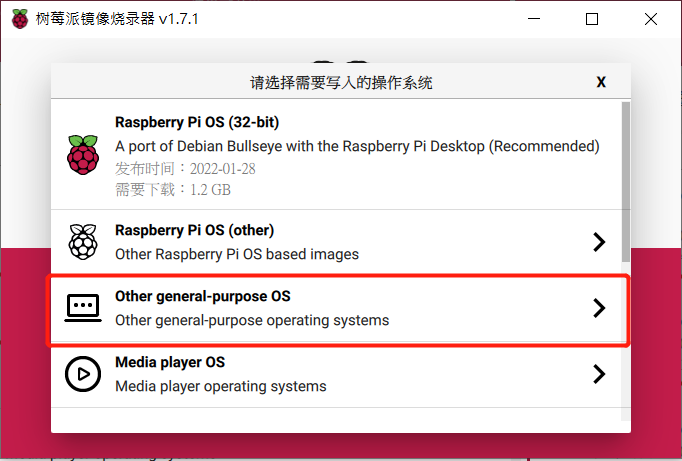 树莓派镜像烧录器 v1.7.1
请选择需要写入的操作系统
X
Raspberry Pi OS (32-bit)
A port of Debian Bullseye with the Raspberry Pi Desktop (Recommended)
发布时间：2022-01-28
需要下载：1.2 GB
Raspberry Pi OS (other)
Other Raspberry Pi OS based images
Other general-purpose OS
Other general-purpose operating systems
Media player OS
Media player operating systems